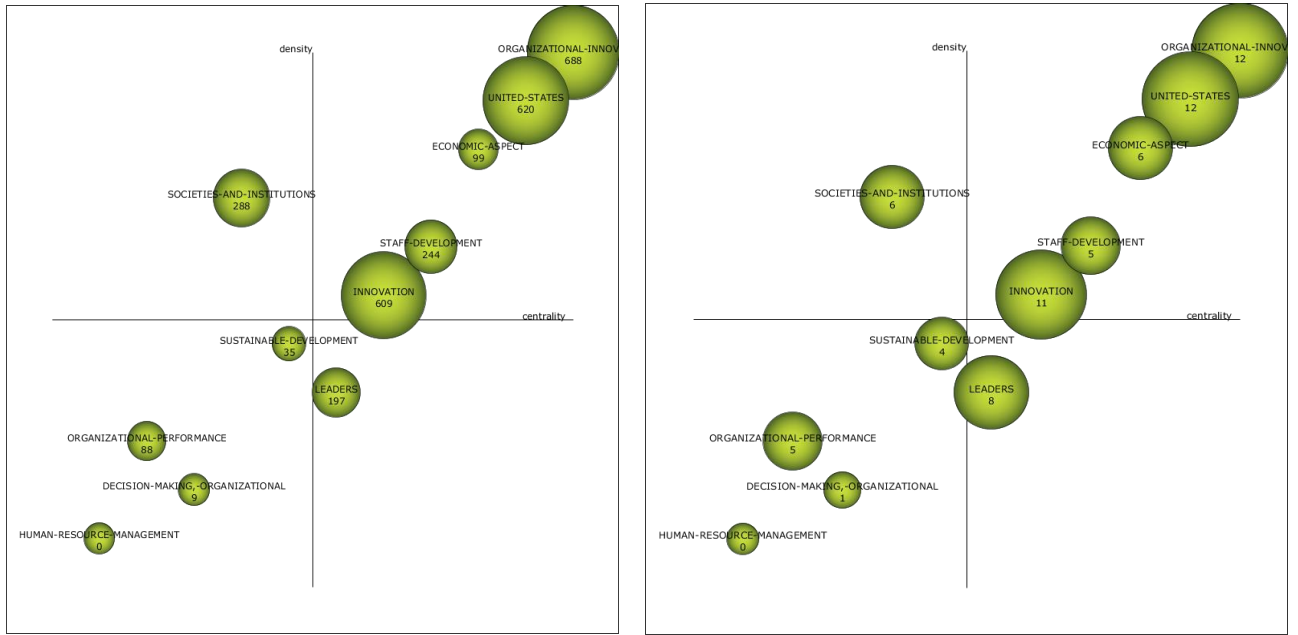 density
ORGANIZATIONAL-INNOV
688
UNITED-STATES
620
ECONOMIC-ASPECT
99
SOCIETIES-AND-INSTITUTIONS
288
STAFF-DEVELOPMENT
244
INNOVATION
609
centrality
SUSTAINABLE-DEVELOPMENT
35
LEADERS
197
ORGANIZATIONAL-PERFORMANCE
88
DECISION-MAKING,-ORGANIZATIONAL
9
HUMAN-RESOURCE-MANAGEMENT
0
density
ORGANIZATIONAL-INNOV
12
UNITED-STATES
12
ECONOMIC-ASPECT
6
SOCIETIES-AND-INSTITUTIONS
6
STAFF-DEVELOPMENT
5
INNOVATION
11
centrality
SUSTAINABLE-DEVELOPMENT
4
LEADERS
8
ORGANIZATIONAL-PERFORMANCE
5
DECISION-MAKING,-ORGANIZATIONAL
1
HUMAN-RESOURCE-MANAGEMENT
0